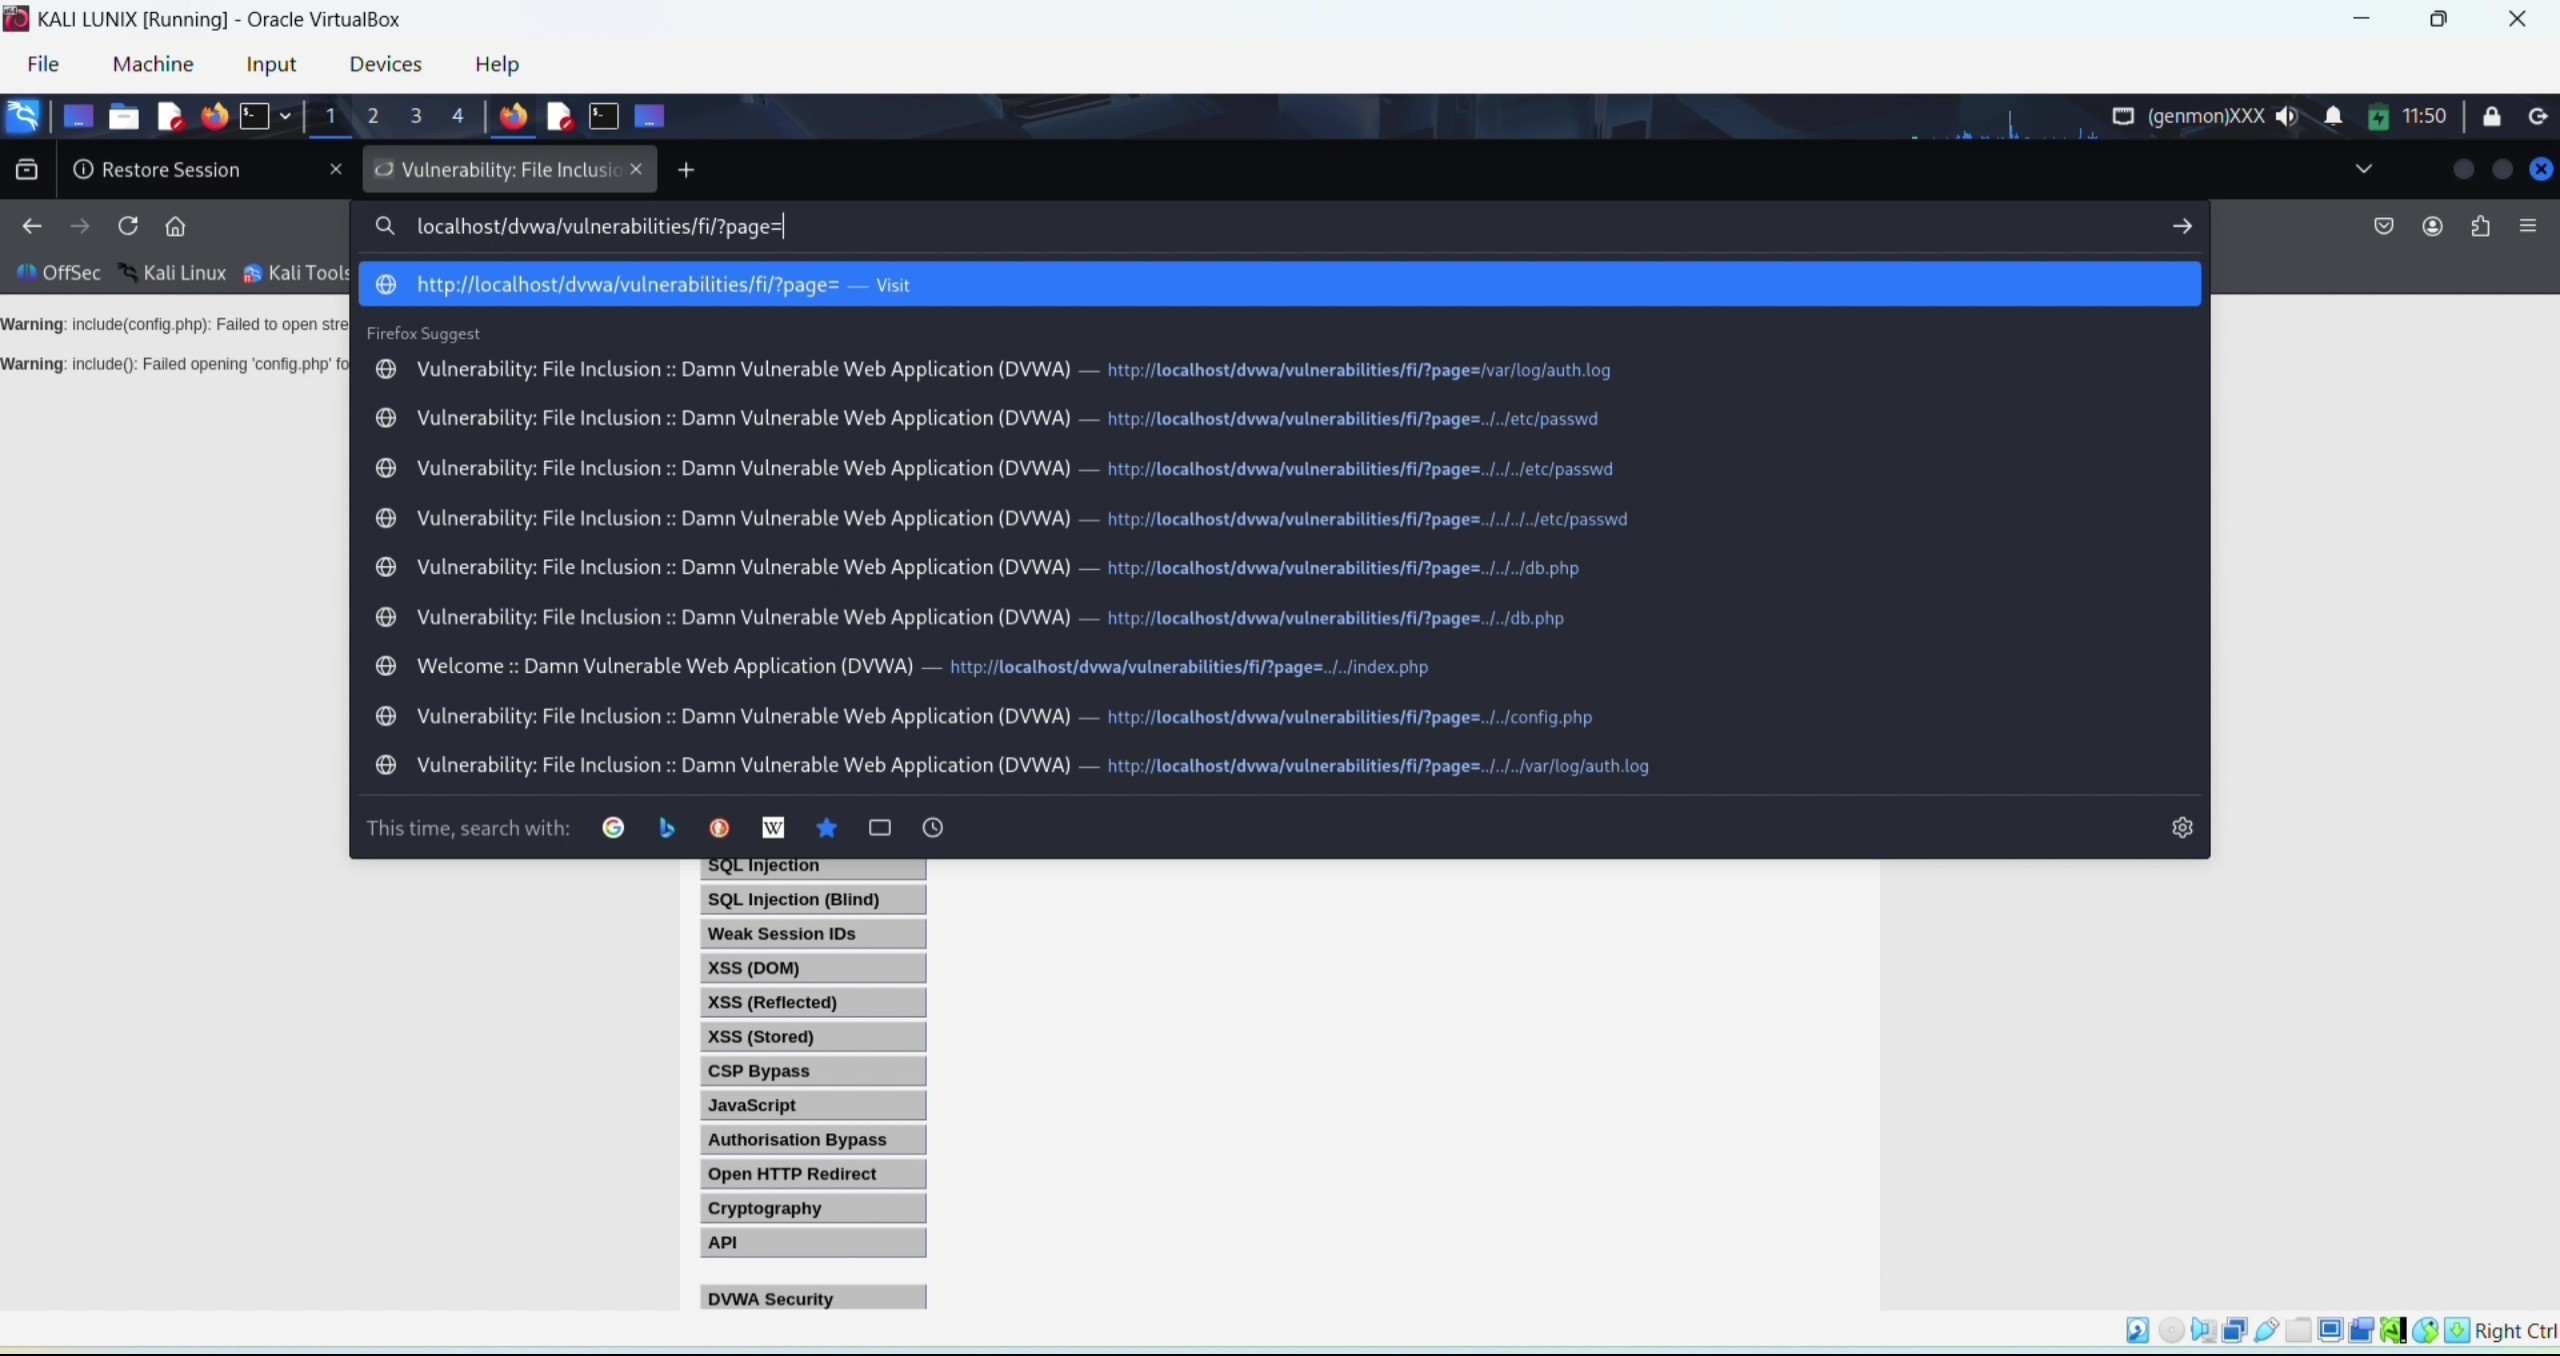 KALI LUNIX [Running] - Oracle VirtualBox
File Machine Input Devices Help
1 2 3 4 (genmon)XXX 11:50
Restore Session Vulnerability: File Inclusio
localhost/dvwa/vulnerabilities/fi/?page=
OffSec Kali Linux Kali Tools
http://localhost/dvwa/vulnerabilities/fi/?page= — Visit
Warning: include(config.php): Failed to open stre
Firefox Suggest
Warning: include(): Failed opening 'config.php' fo
Vulnerability: File Inclusion :: Damn Vulnerable Web Application (DVWA) — http://localhost/dvwa/vulnerabilities/fi/?page=/var/log/auth.log
Vulnerability: File Inclusion :: Damn Vulnerable Web Application (DVWA) — http://localhost/dvwa/vulnerabilities/fi/?page=../../etc/passwd
Vulnerability: File Inclusion :: Damn Vulnerable Web Application (DVWA) — http://localhost/dvwa/vulnerabilities/fi/?page=../../../etc/passwd
Vulnerability: File Inclusion :: Damn Vulnerable Web Application (DVWA) — http://localhost/dvwa/vulnerabilities/fi/?page=../../../../etc/passwd
Vulnerability: File Inclusion :: Damn Vulnerable Web Application (DVWA) — http://localhost/dvwa/vulnerabilities/fi/?page=../../../db.php
Vulnerability: File Inclusion :: Damn Vulnerable Web Application (DVWA) — http://localhost/dvwa/vulnerabilities/fi/?page=../../db.php
Welcome :: Damn Vulnerable Web Application (DVWA) — http://localhost/dvwa/vulnerabilities/fi/?page=../../index.php
Vulnerability: File Inclusion :: Damn Vulnerable Web Application (DVWA) — http://localhost/dvwa/vulnerabilities/fi/?page=../../config.php
Vulnerability: File Inclusion :: Damn Vulnerable Web Application (DVWA) — http://localhost/dvwa/vulnerabilities/fi/?page=../../../var/log/auth.log
This time, search with: G W
SQL Injection
SQL Injection (Blind)
Weak Session IDs
XSS (DOM)
XSS (Reflected)
XSS (Stored)
CSP Bypass
JavaScript
Authorisation Bypass
Open HTTP Redirect
Cryptography
API
DVWA Security
Right Ctrl